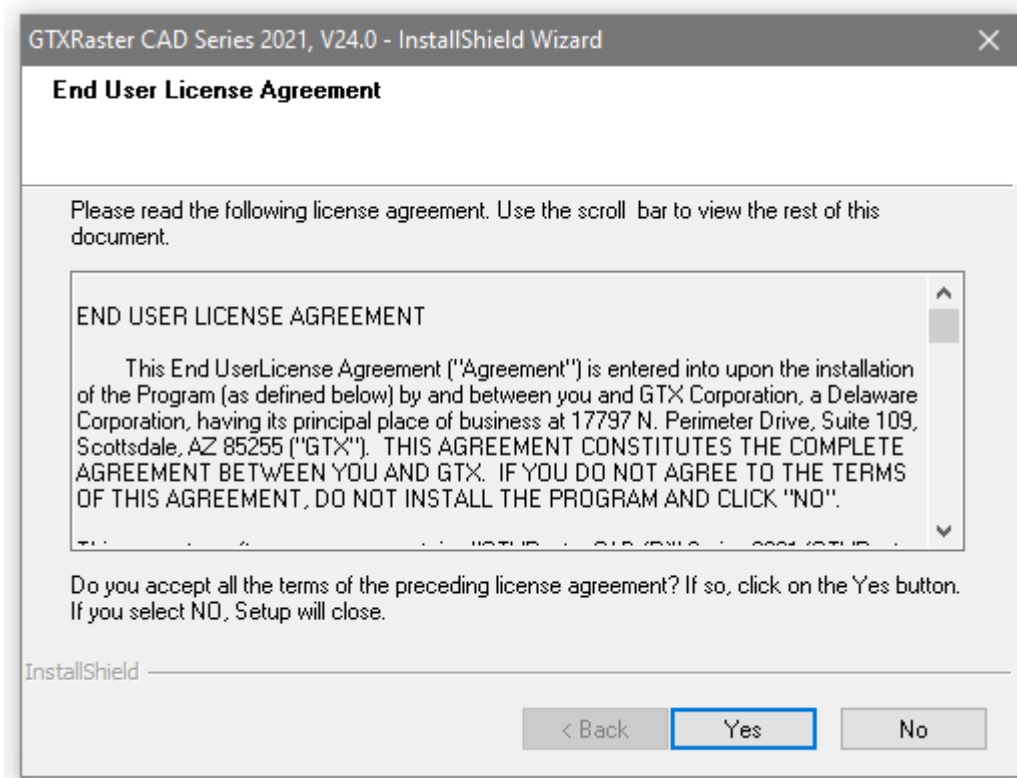 GTXRaster CAD Series 2021, V24.0 - InstallShield Wizard
End User License Agreement
Please read the following license agreement. Use the scroll bar to view the rest of this
document.
END USER LICENSE AGREEMENT
This End UserLicense Agreement ("Agreement") is entered into upon the installation
of the Program (as defined below) by and between you and GTX Corporation, a Delaware
Corporation, having its principal place of business at 17797 N. Perimeter Drive, Suite 109,
Scottsdale, AZ 85255 ("GTX"). THIS AGREEMENT CONSTITUTES THE COMPLETE
AGREEMENT BETWEEN YOU AND GTX. IF YOU DO NOT AGREE TO THE TERMS
OF THIS AGREEMENT, DO NOT INSTALL THE PROGRAM AND CLICK "NO".
Do you accept all the terms of the preceding license agreement? If so, click on the Yes button.
If you select NO, Setup will close.
InstallShield
< Back
Yes
No